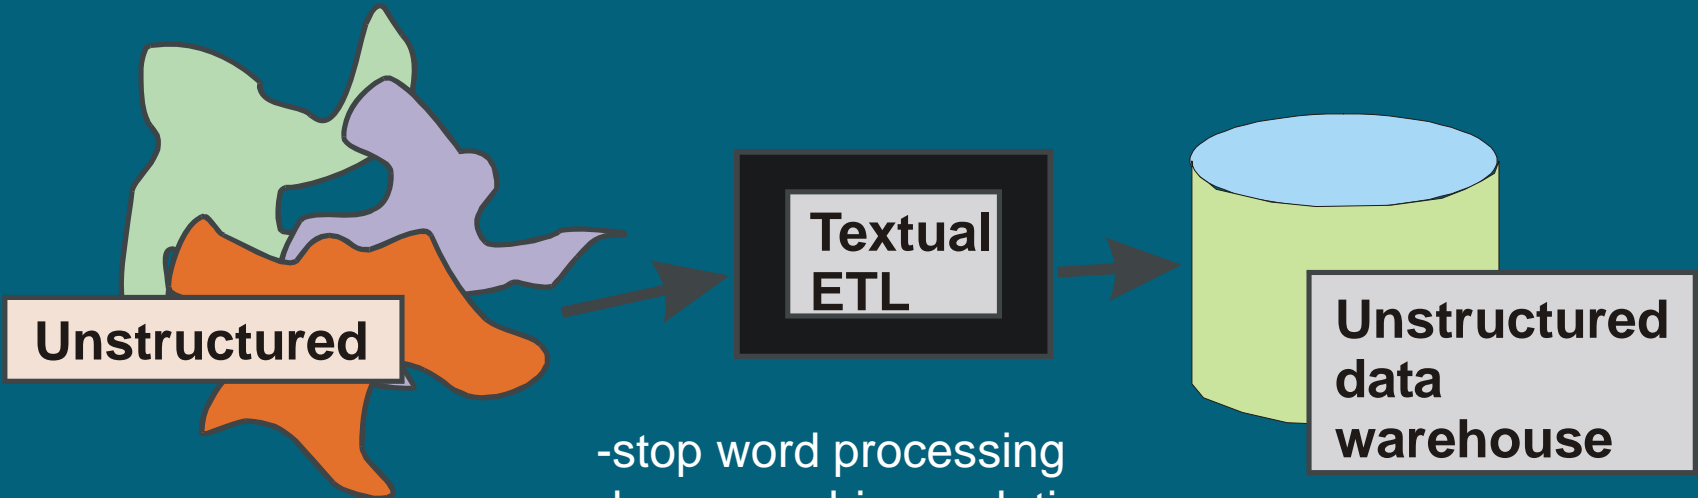 Unstructured
Textual
ETL
Unstructured
data
warehouse
-stop word processing